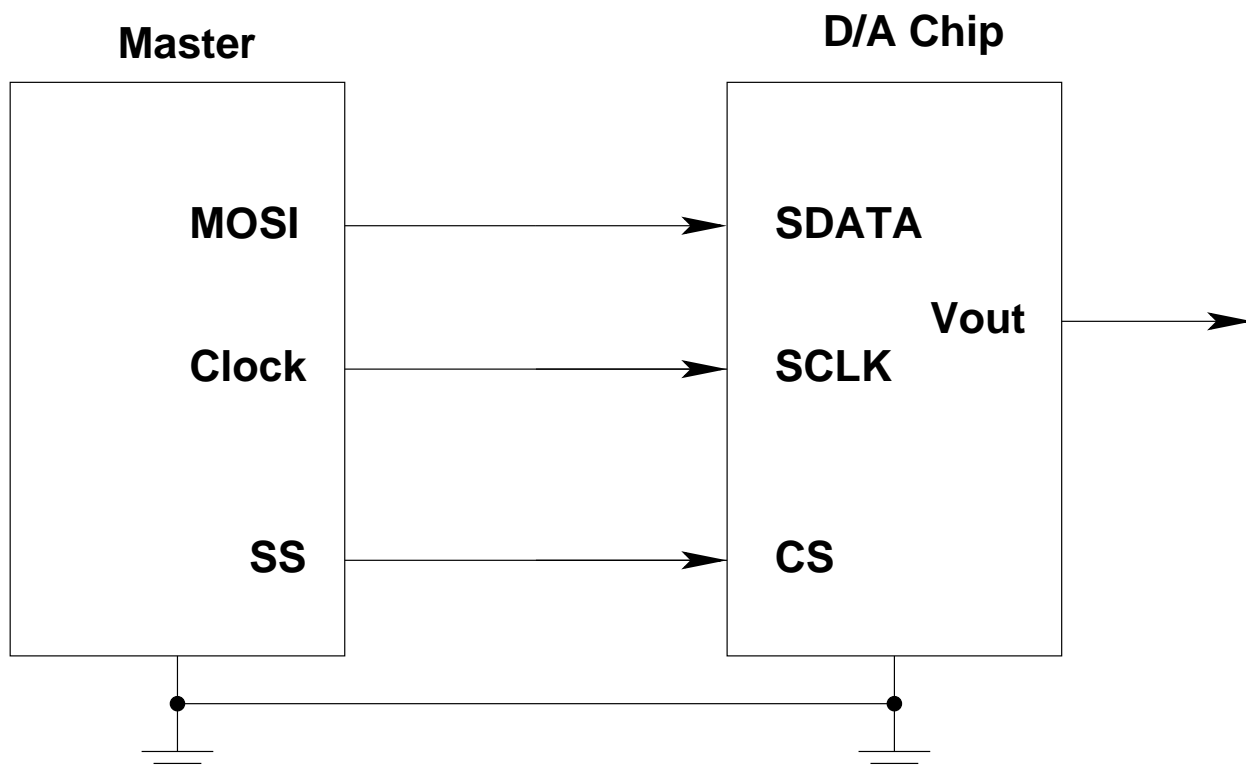 Master
D/A Chip
MOSI
SDATA
Vout
Clock
SCLK
SS
CS